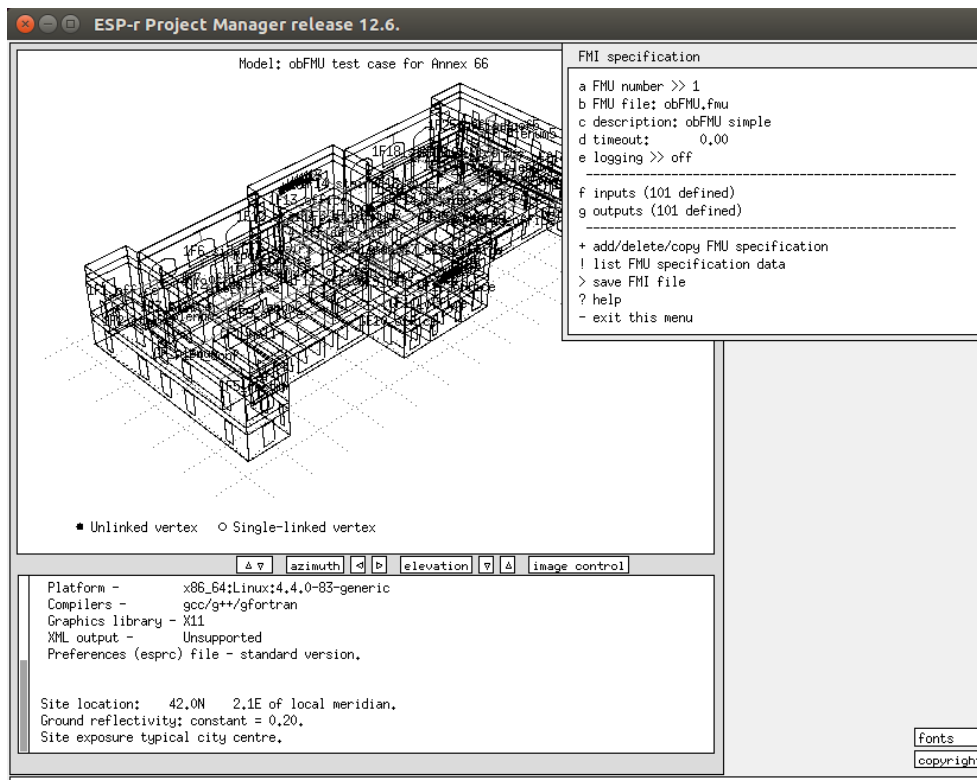 ESP-r Project Manager release 12.6.
Model: obFMU test case for Annex 66
1F18
1F13
1F6
Unlinked vertex
Single-linked vertex
azimuth
elevation
image control
FMI specification
a FMU number >> 1
b FMU file: obFMU.fmu
c description: obFMU simple
d timeout: 0.00
e logging >> off
f inputs (101 defined)
g outputs (101 defined)
+ add/delete/copy FMU specification
! list FMU specification data
> save FMI file
? help
- exit this menu
Platform - x86_64:Linux:4.4.0-83-generic
Compilers - gcc/g++/gfortran
Graphics library - X11
XML output - Unsupported
Preferences (esprc) file - standard version.
Site location: 42.0N 2.1E of local meridian.
Ground reflectivity: constant = 0.20.
Site exposure typical city centre.
fonts
copyrigh